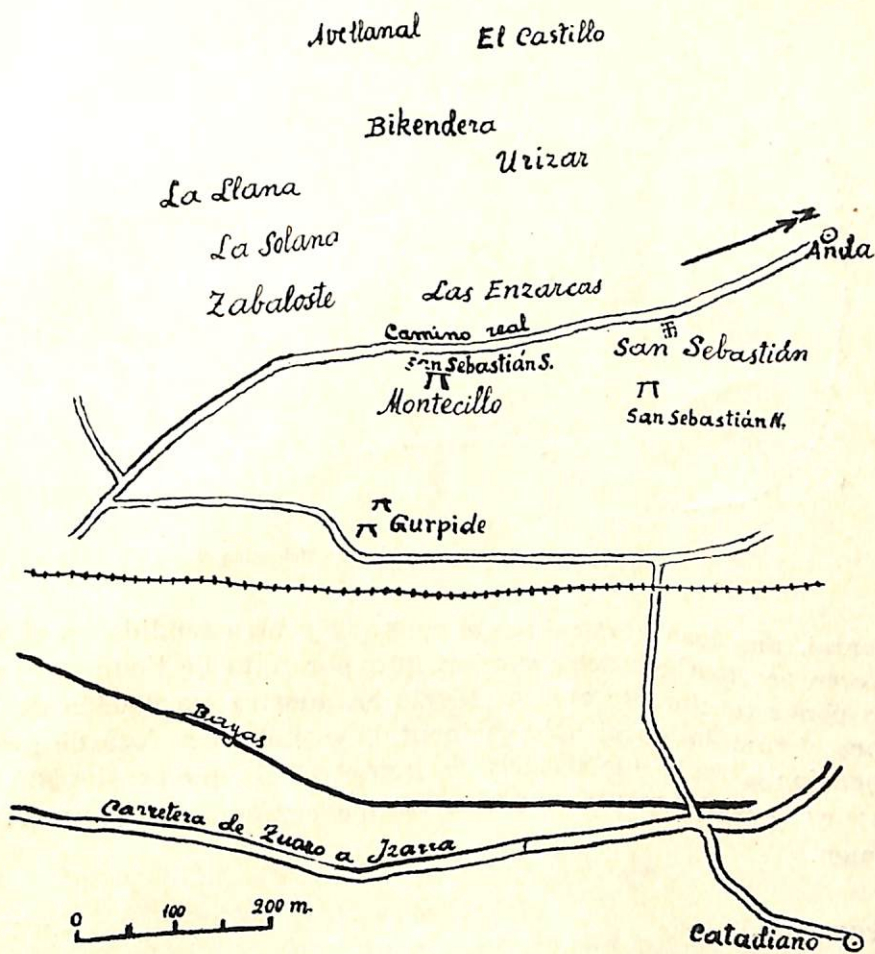 Avellanal El Castillo
Bikendera
Urizar
La Llana
La Solana
Zabaloste
N
Anda
Las Enzarcas
Camino real
San Sebastián S.
Montecillo
San Sebastián
San Sebastián N.
Gurpide
Bayas
Carretera de Zuazo a Izarra
0 100 200 m.
Catadiano